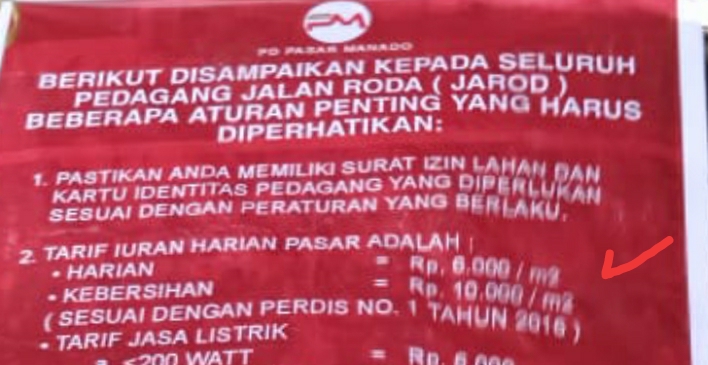 PM
PD PASAR MANADO
BERIKUT DISAMPAIKAN KEPADA SELURUH
PEDAGANG JALAN RODA ( JAROD )
BEBERAPA ATURAN PENTING YANG HARUS
DIPERHATIKAN:
1. PASTIKAN ANDA MEMILIKI SURAT IZIN LAHAN DAN
KARTU IDENTITAS PEDAGANG YANG DIPERLUKAN
SESUAI DENGAN PERATURAN YANG BERLAKU.
2. TARIF IURAN HARIAN PASAR ADALAH :
• HARIAN = Rp. 6.000 / m2
• KEBERSIHAN = Rp. 10.000 / m2
( SESUAI DENGAN PERDIS NO. 1 TAHUN 2016 )
• TARIF JASA LISTRIK
a. <200 WATT = Rp.